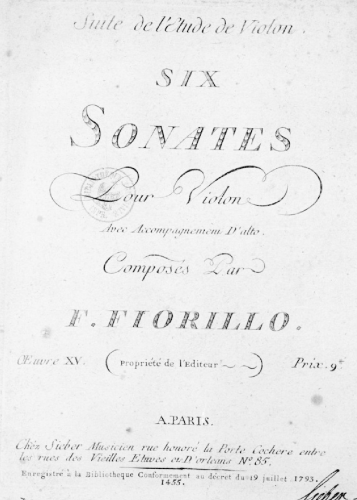 Suite de l'etude de Violon.
SIX
SONATES
Pour Violon
Avec Accompagnement D'alto.
Composés Par
F. FIORILLO.
Œuvre XV. (Propriété de l'Editeur) Prix. 9#
A PARIS.
Chéz Sieber Musicien rue honoré la Porte Cochere entre
les rues des Vieilles Etuves et D'orleans Nº 85.
Enregistré à la Bibliotheque Conformement au décret du 19 juillet. 1793.
1455.
Sieber